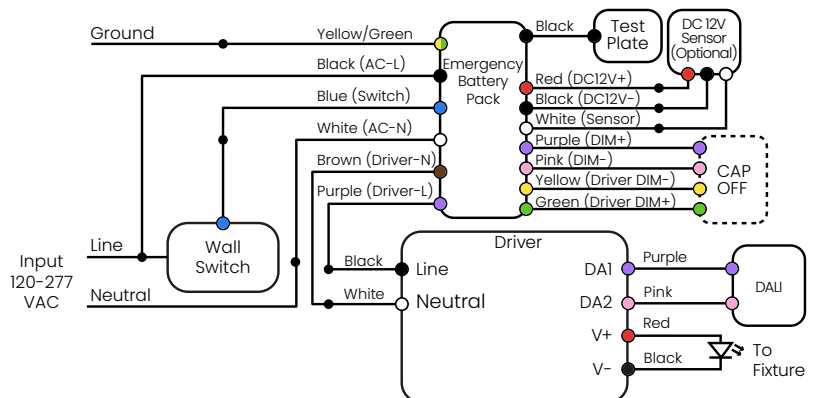 Ground
Yellow/Green
Black (AC-L)
Blue (Switch)
White (AC-N)
Brown (Driver-N)
Purple (Driver-L)
Emergency
Battery
Pack
Black
Test
Plate
DC 12V
Sensor
(Optional)
Red (DC12V+)
Black (DC12V-)
White (Sensor)
Purple (DIM+)
Pink (DIM-)
Yellow (Driver DIM-)
Green (Driver DIM+)
CAP
OFF
Input
120-277
VAC
Line
Neutral
Wall
Switch
Black
White
Driver
Line
Neutral
DA1
DA2
V+
V-
Purple
Pink
Red
Black
DALI
To
Fixture